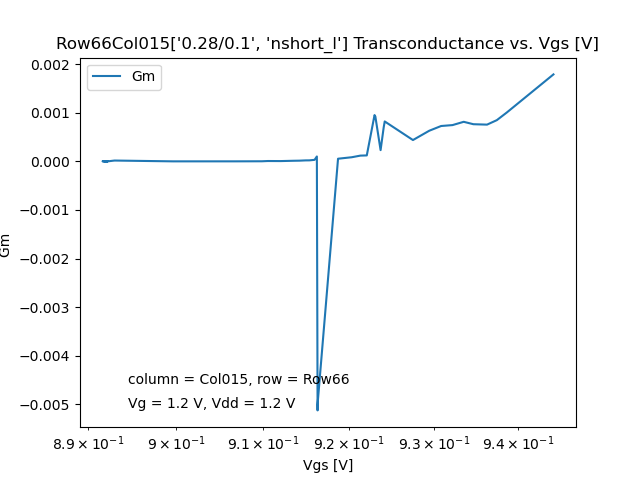 Row66Col015['0.28/0.1', 'nshort_l'] Transconductance vs. Vgs [V]
Gm
0.002
0.001
0.000
−0.001
−0.002
−0.003
−0.004
−0.005
Gm
column = Col015, row = Row66
Vg = 1.2 V, Vdd = 1.2 V
8.9 × 10⁻¹ 9 × 10⁻¹ 9.1 × 10⁻¹ 9.2 × 10⁻¹ 9.3 × 10⁻¹ 9.4 × 10⁻¹
Vgs [V]